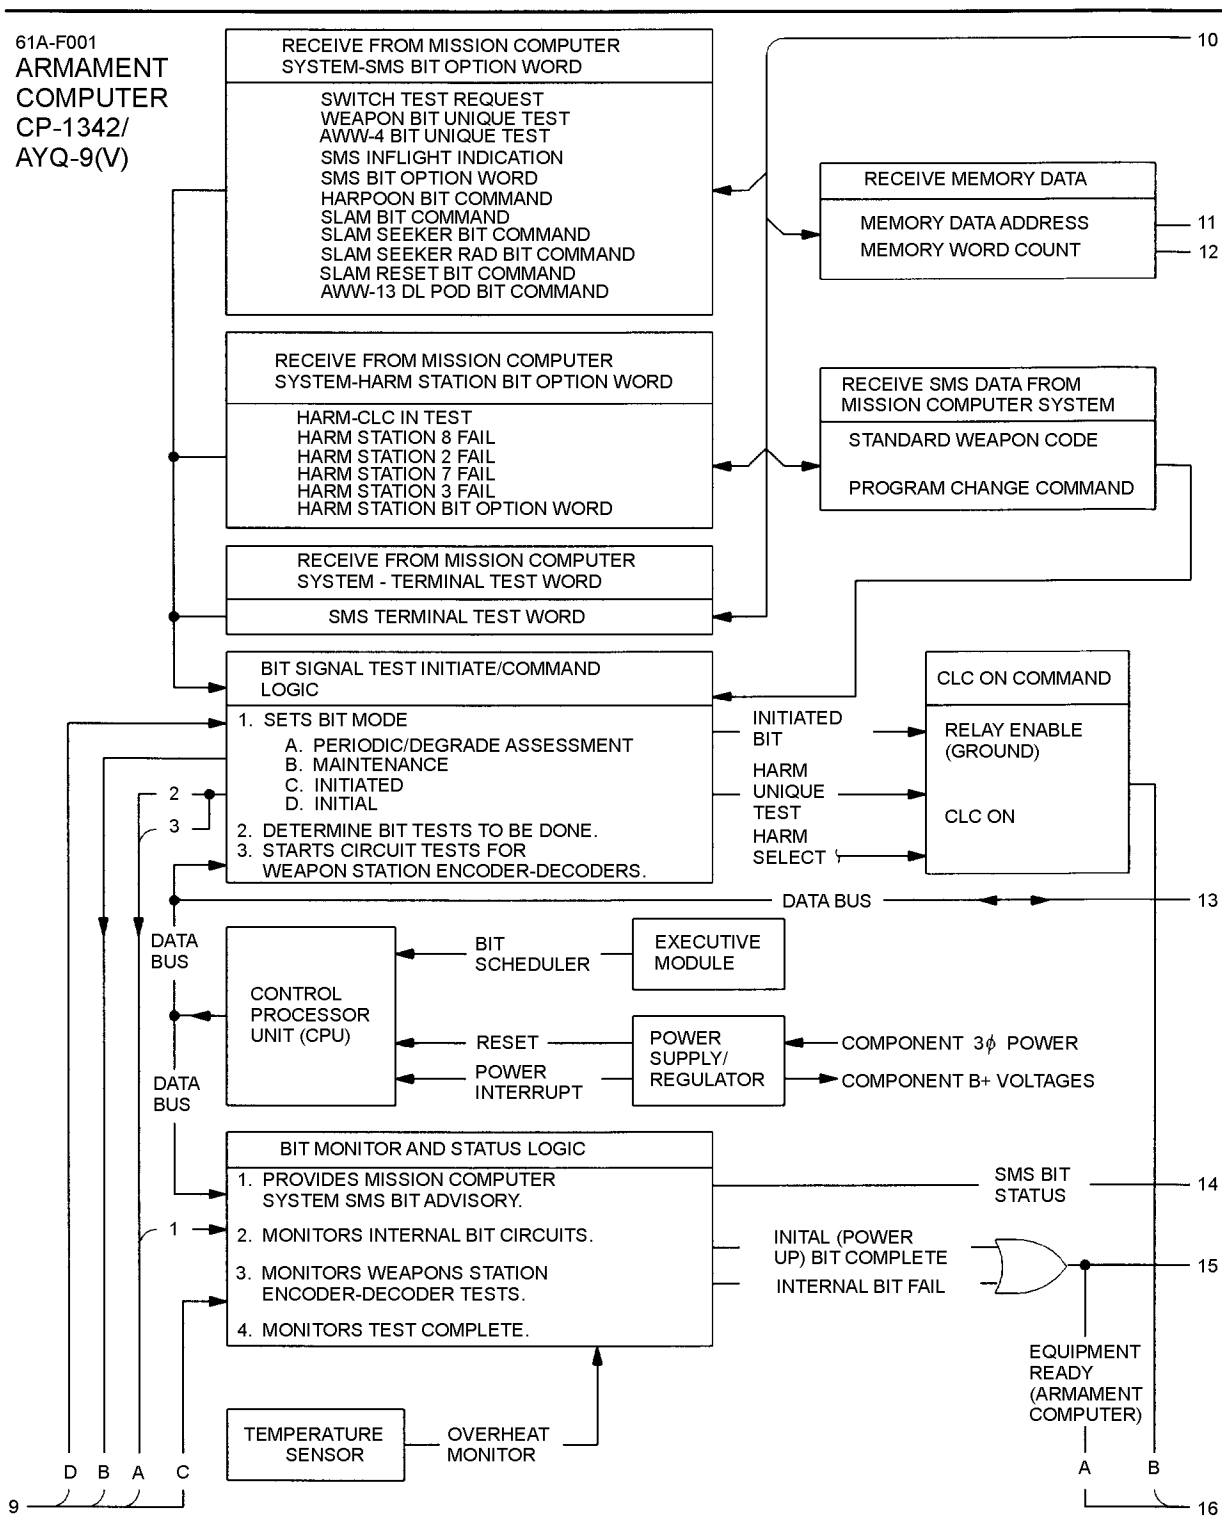 61A-F001
ARMAMENT
COMPUTER
CP-1342/
AYQ-9(V)
RECEIVE FROM MISSION COMPUTER
SYSTEM-SMS BIT OPTION WORD
SWITCH TEST REQUEST
WEAPON BIT UNIQUE TEST
AWW-4 BIT UNIQUE TEST
SMS INFLIGHT INDICATION
SMS BIT OPTION WORD
HARPOON BIT COMMAND
SLAM BIT COMMAND
SLAM SEEKER BIT COMMAND
SLAM SEEKER RAD BIT COMMAND
SLAM RESET BIT COMMAND
AWW-13 DL POD BIT COMMAND
10
RECEIVE MEMORY DATA
MEMORY DATA ADDRESS
MEMORY WORD COUNT
11
12
RECEIVE FROM MISSION COMPUTER
SYSTEM-HARM STATION BIT OPTION WORD
HARM-CLC IN TEST
HARM STATION 8 FAIL
HARM STATION 2 FAIL
HARM STATION 7 FAIL
HARM STATION 3 FAIL
HARM STATION BIT OPTION WORD
RECEIVE SMS DATA FROM
MISSION COMPUTER SYSTEM
STANDARD WEAPON CODE
PROGRAM CHANGE COMMAND
RECEIVE FROM MISSION COMPUTER
SYSTEM - TERMINAL TEST WORD
SMS TERMINAL TEST WORD
BIT SIGNAL TEST INITIATE/COMMAND
LOGIC
1. SETS BIT MODE
A. PERIODIC/DEGRADE ASSESSMENT
B. MAINTENANCE
C. INITIATED
D. INITIAL
2. DETERMINE BIT TESTS TO BE DONE.
3. STARTS CIRCUIT TESTS FOR
WEAPON STATION ENCODER-DECODERS.
2
3
INITIATED
BIT
HARM
UNIQUE
TEST
HARM
SELECT
CLC ON COMMAND
RELAY ENABLE
(GROUND)
CLC ON
DATA BUS
13
DATA
BUS
CONTROL
PROCESSOR
UNIT (CPU)
BIT
SCHEDULER
EXECUTIVE
MODULE
RESET
POWER
INTERRUPT
POWER
SUPPLY/
REGULATOR
COMPONENT 3ϕ POWER
COMPONENT B+ VOLTAGES
DATA
BUS
BIT MONITOR AND STATUS LOGIC
1. PROVIDES MISSION COMPUTER
SYSTEM SMS BIT ADVISORY.
2. MONITORS INTERNAL BIT CIRCUITS.
3. MONITORS WEAPONS STATION
ENCODER-DECODER TESTS.
4. MONITORS TEST COMPLETE.
1
SMS BIT
STATUS
14
INITAL (POWER
UP) BIT COMPLETE
INTERNAL BIT FAIL
15
EQUIPMENT
READY
(ARMAMENT
COMPUTER)
TEMPERATURE
SENSOR
OVERHEAT
MONITOR
D B A C
A B
9
16